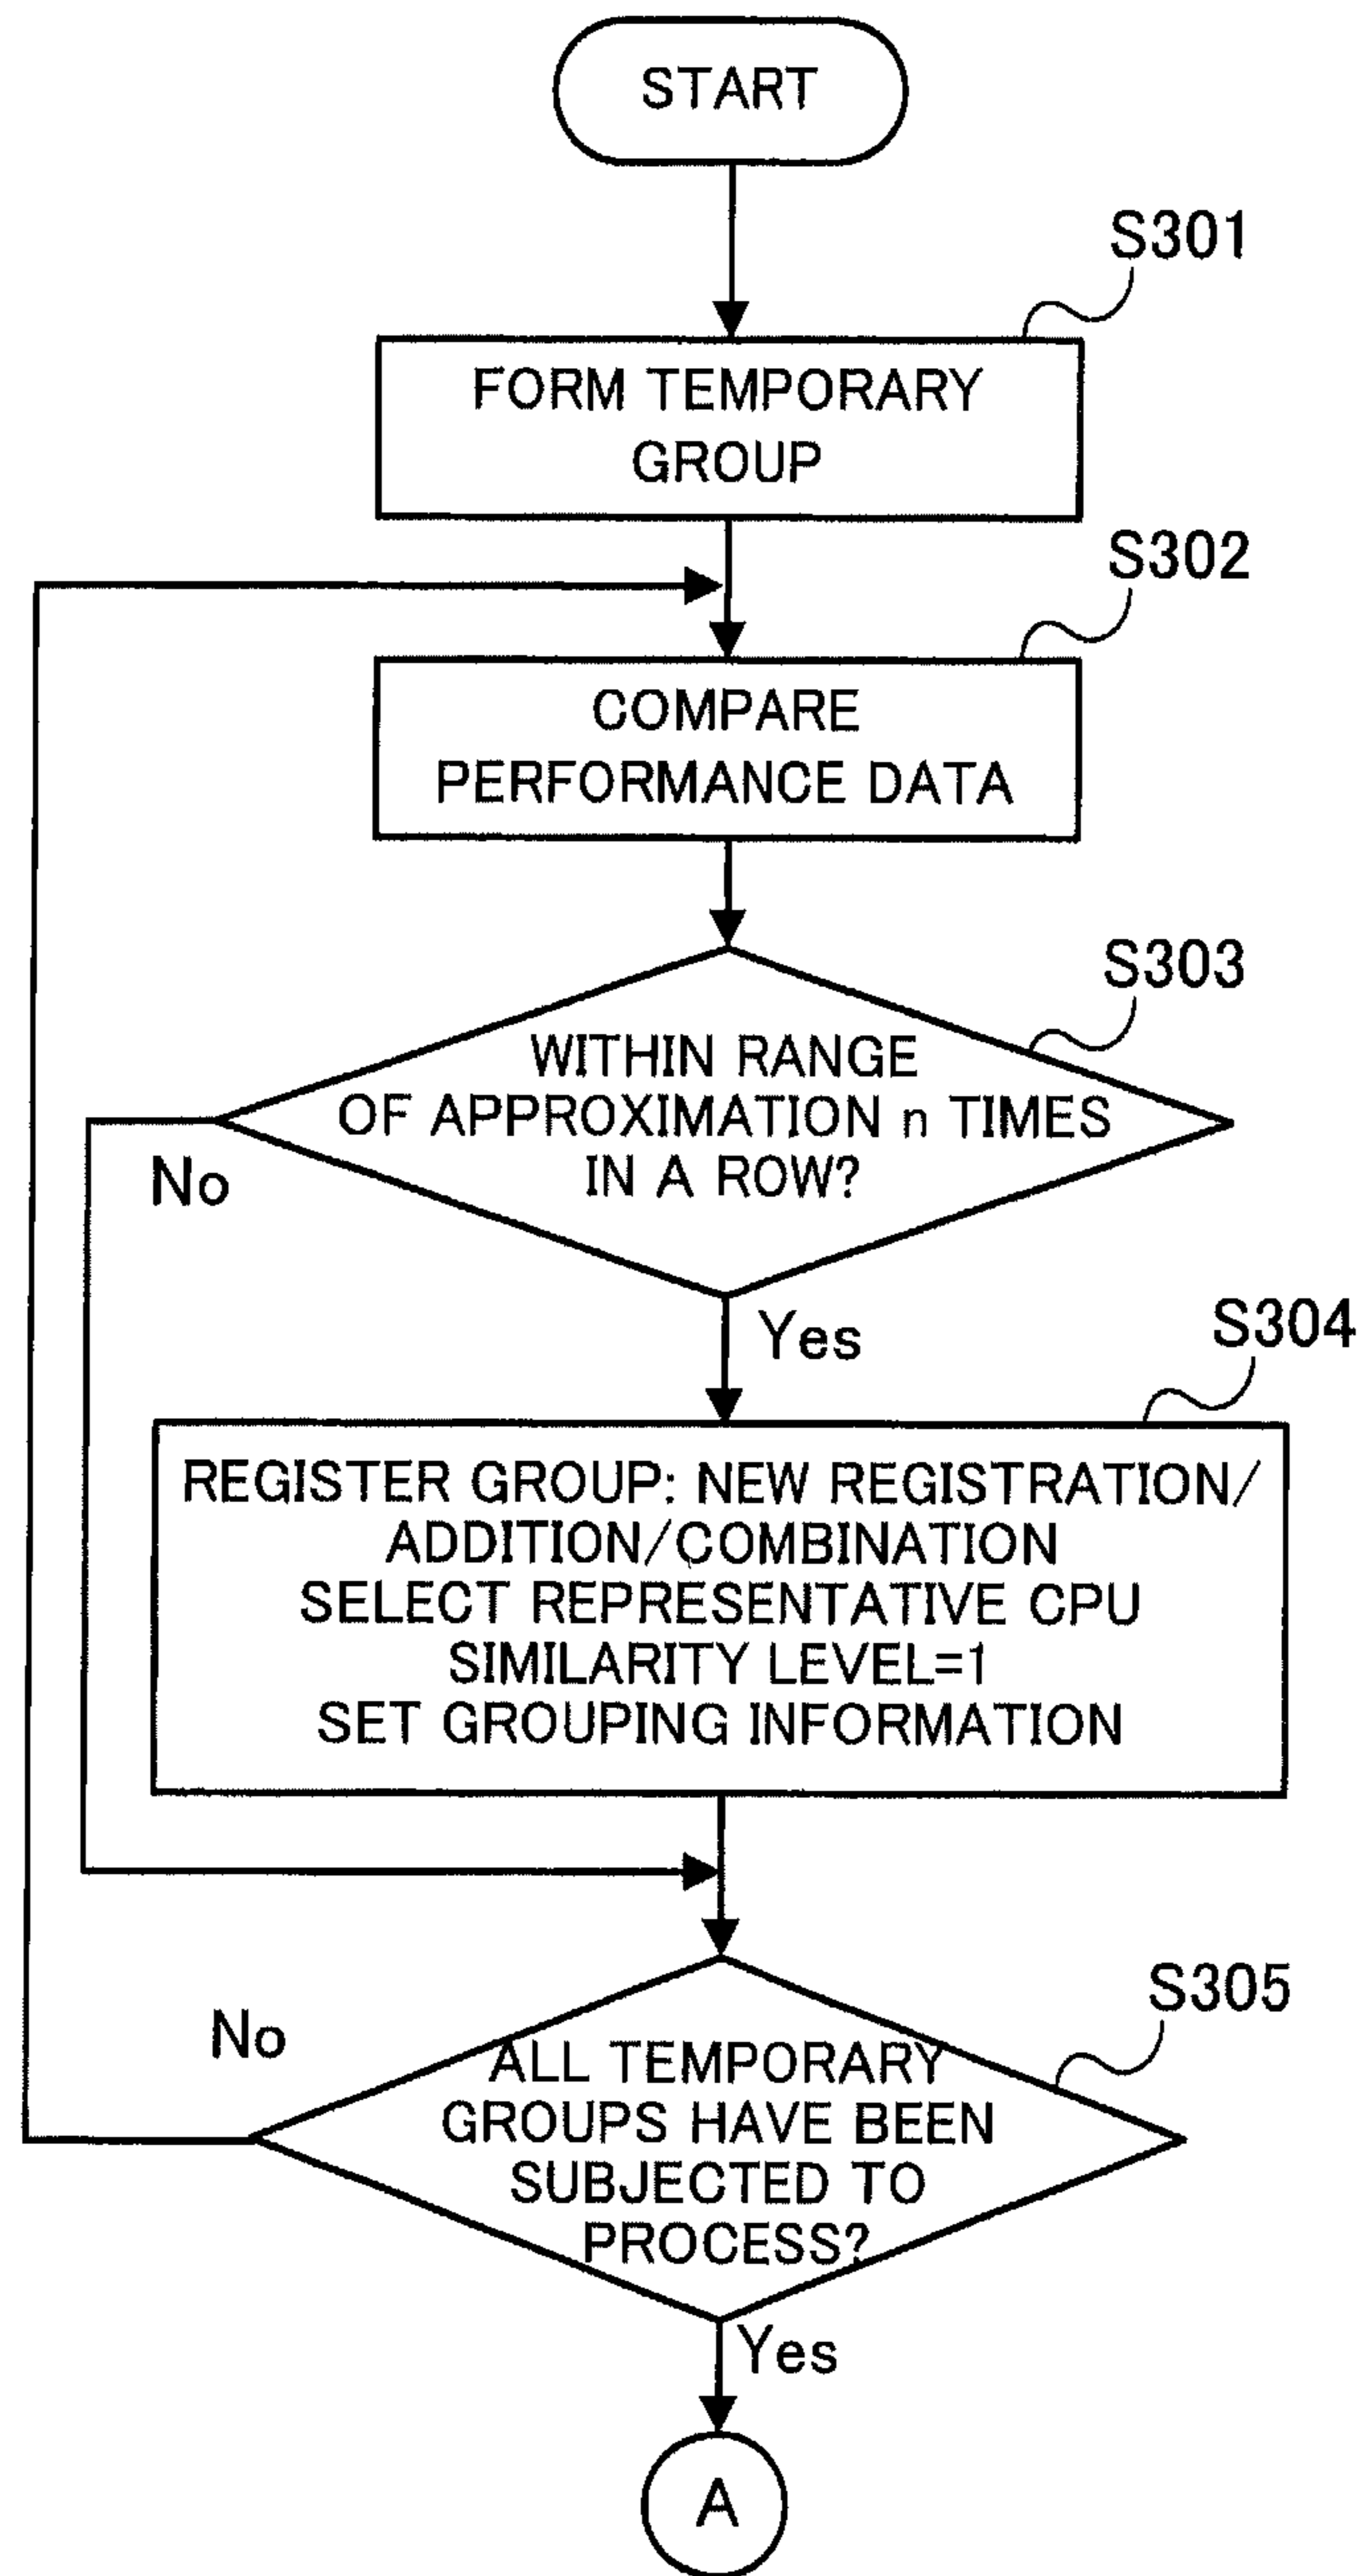 START
S301
FORM TEMPORARY
GROUP
S302
COMPARE
PERFORMANCE DATA
S303
WITHIN RANGE
OF APPROXIMATION n TIMES
IN A ROW?
No
Yes
S304
REGISTER GROUP: NEW REGISTRATION/
ADDITION/COMBINATION
SELECT REPRESENTATIVE CPU
SIMILARITY LEVEL=1
SET GROUPING INFORMATION
S305
No
ALL TEMPORARY
GROUPS HAVE BEEN
SUBJECTED TO
PROCESS?
Yes
A